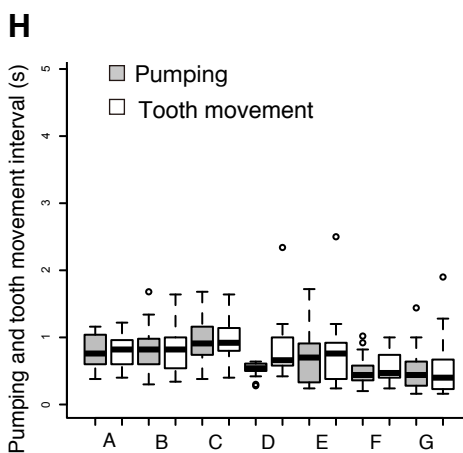 H
Pumping and tooth movement interval (s)
5
4
3
2
1
0
Pumping
Tooth movement
A B C D E F G